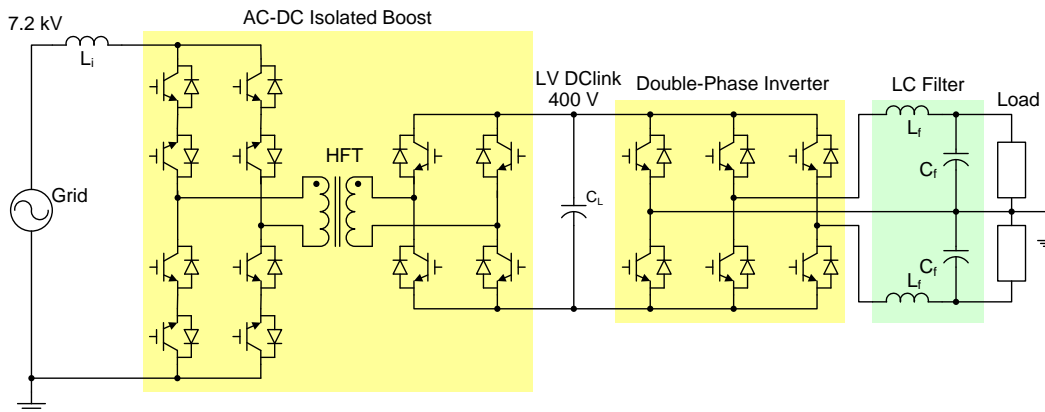 AC-DC Isolated Boost
7.2 kV
Li
LV DClink
400 V
Double-Phase Inverter
LC Filter
Load
Lf
HFT
Cf
Grid
CL
Cf
Lf